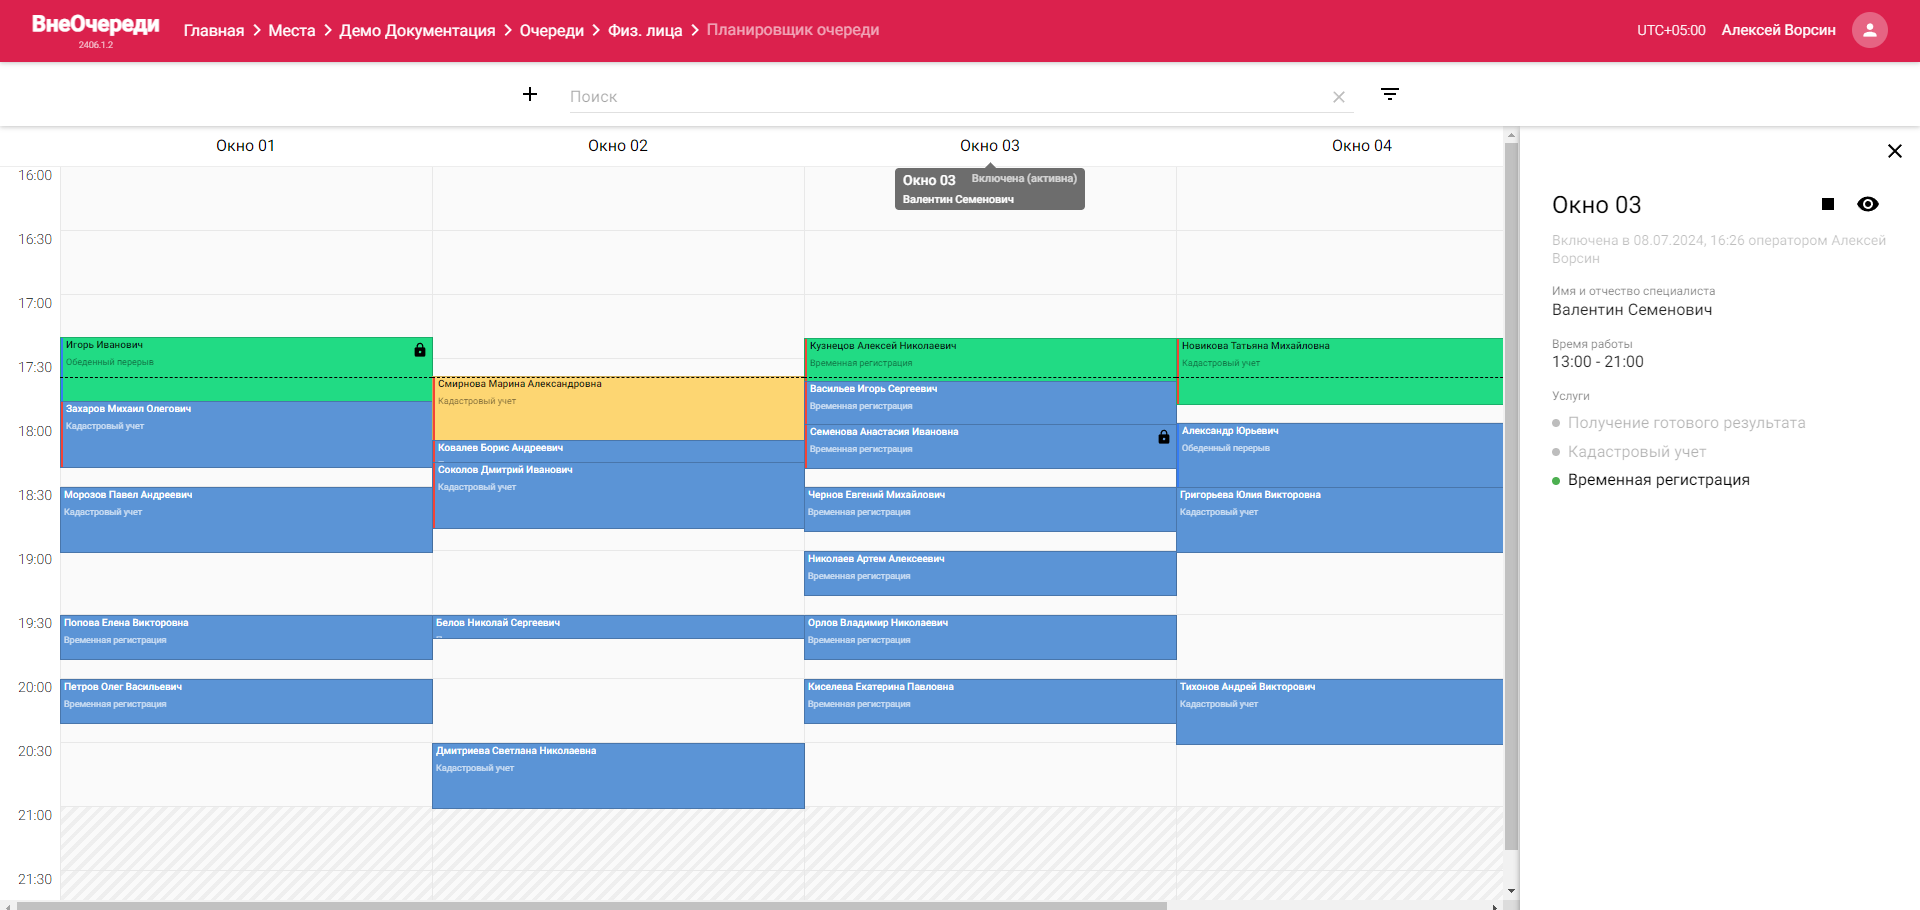 ВнеОчереди
2406.1.2
Главная > Места > Демо Документация > Очереди > Физ. лица > Планировщик очереди
UTC+05:00 Алексей Ворсин
Поиск
Окно 01 Окно 02 Окно 03 Окно 04
Окно 03 Включена (активна)
Валентин Семенович
16:00
16:30
17:00
17:30
18:00
18:30
19:00
19:30
20:00
20:30
21:00
21:30
Игорь Иванович
Обеденный перерыв
Захаров Михаил Олегович
Кадастровый учет
Морозов Павел Андреевич
Кадастровый учет
Попова Елена Викторовна
Временная регистрация
Петров Олег Васильевич
Временная регистрация
Смирнова Марина Александровна
Кадастровый учет
Ковалев Борис Андреевич
Соколов Дмитрий Иванович
Кадастровый учет
Белов Николай Сергеевич
Дмитриева Светлана Николаевна
Кадастровый учет
Кузнецов Алексей Николаевич
Временная регистрация
Васильев Игорь Сергеевич
Временная регистрация
Семенова Анастасия Ивановна
Временная регистрация
Чернов Евгений Михайлович
Временная регистрация
Николаев Артем Алексеевич
Временная регистрация
Орлов Владимир Николаевич
Временная регистрация
Киселева Екатерина Павловна
Временная регистрация
Новикова Татьяна Михайловна
Кадастровый учет
Александр Юрьевич
Обеденный перерыв
Григорьева Юлия Викторовна
Кадастровый учет
Тихонов Андрей Викторович
Кадастровый учет
Окно 03
Включена в 08.07.2024, 16:26 оператором Алексей
Ворсин
Имя и отчество специалиста
Валентин Семенович
Время работы
13:00 - 21:00
Услуги
Получение готового результата
Кадастровый учет
Временная регистрация